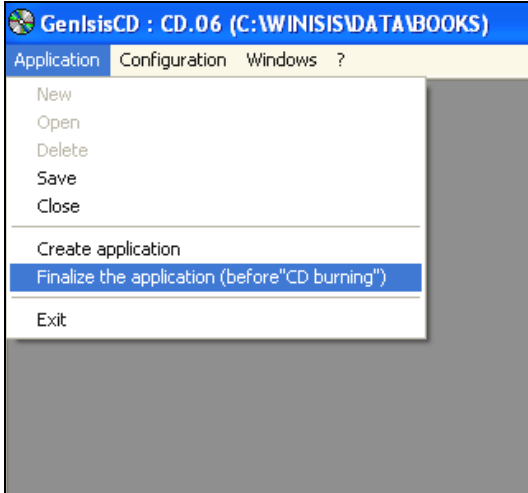 GenIsisCD : CD.06 (C:\WINISIS\DATA\BOOKS)
Application Configuration Windows ?
New
Open
Delete
Save
Close
Create application
Finalize the application (before"CD burning")
Exit